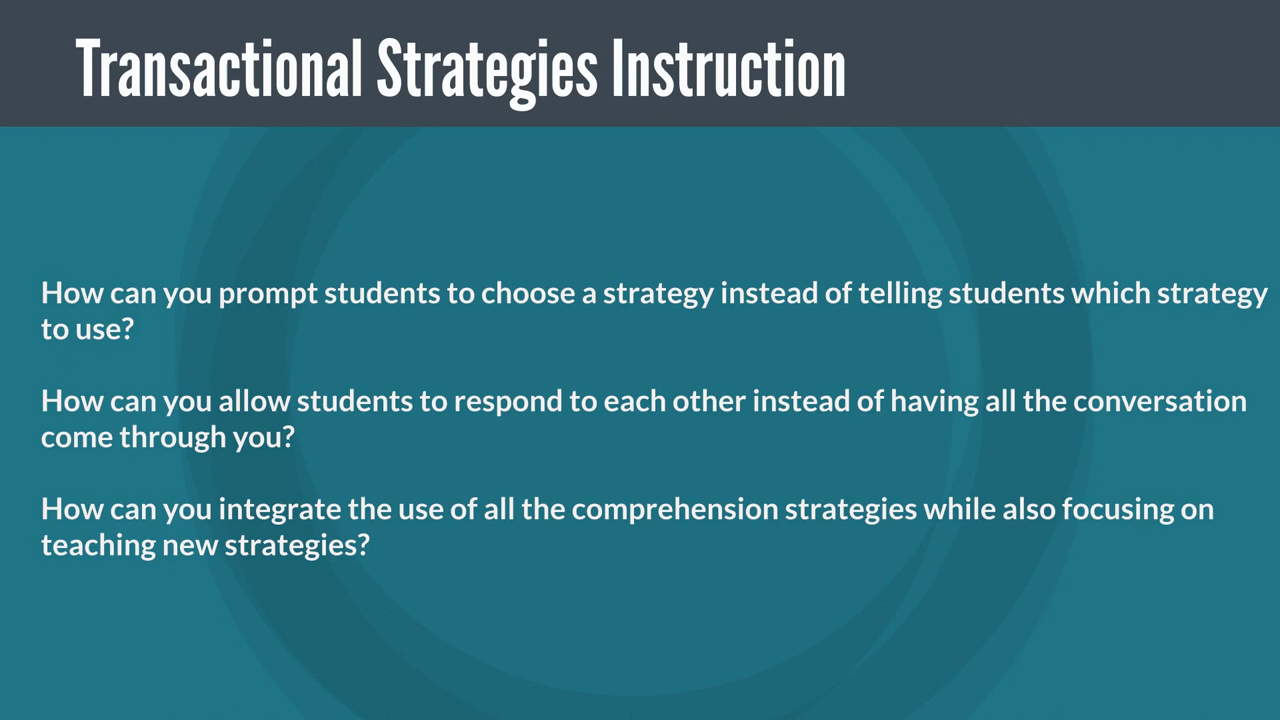 Transactional Strategies Instruction
How can you prompt students to choose a strategy instead of telling students which strategy
to use?
How can you allow students to respond to each other instead of having all the conversation
come through you?
How can you integrate the use of all the comprehension strategies while also focusing on
teaching new strategies?